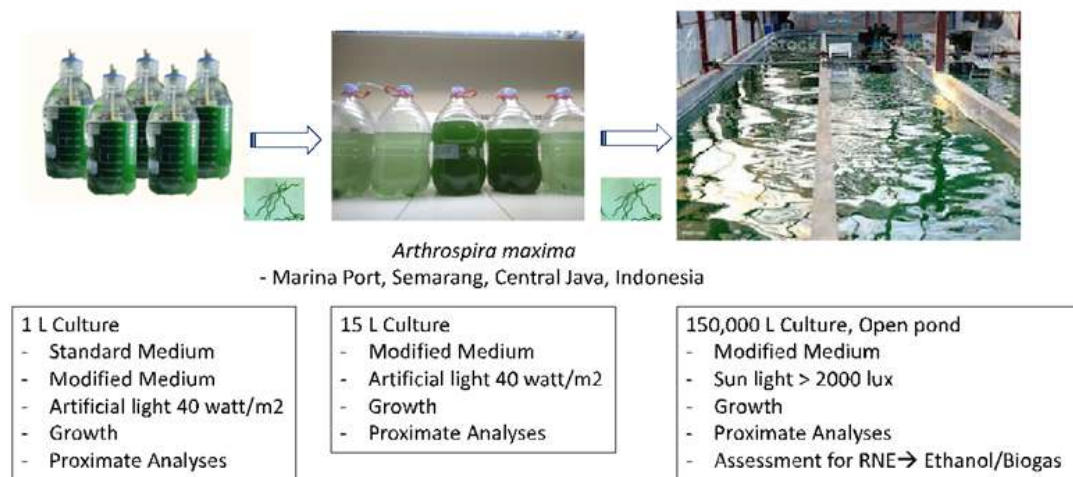 iStock
Arthrospira maxima
- Marina Port, Semarang, Central Java, Indonesia
1 L Culture
- Standard Medium
- Modified Medium
- Artificial light 40 watt/m2
- Growth
- Proximate Analyses
15 L Culture
- Modified Medium
- Artificial light 40 watt/m2
- Growth
- Proximate Analyses
150,000 L Culture, Open pond
- Modified Medium
- Sun light > 2000 lux
- Growth
- Proximate Analyses
- Assessment for RNE→ Ethanol/Biogas